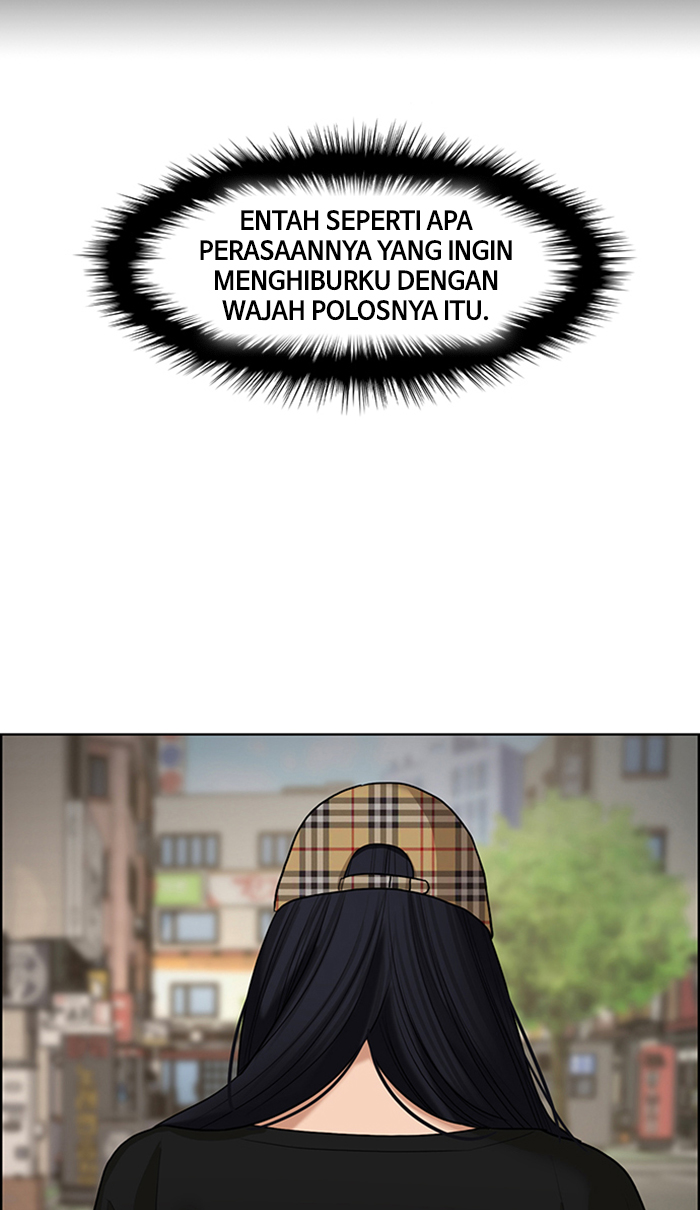 ENTAH SEPERTI APA
PERASAANNYA YANG INGIN
MENGHIBURKU DENGAN
WAJAH POLOSNYA ITU.